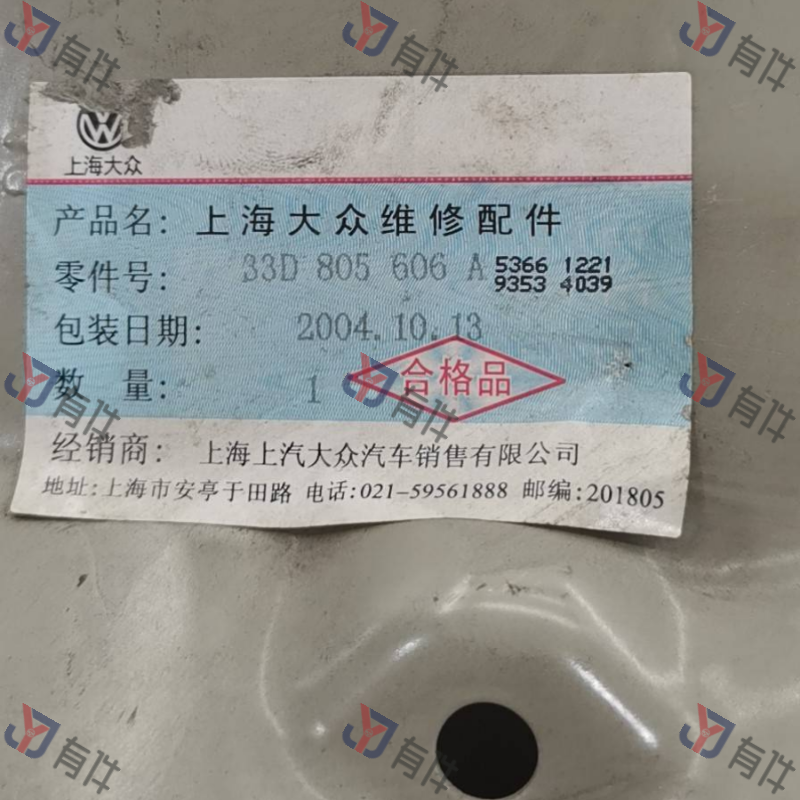 上海大众
产品名: 上海大众维修配件
零件号: 33D 805 606 A 5366 1221
9353 4039
包装日期: 2004.10.13
数 量: 1 合格品
经销商: 上海上汽大众汽车销售有限公司
地址:上海市安亭于田路 电话:021-59561888 邮编:201805
有件
有件
有件
有件
有件
有件
有件
有件
有件